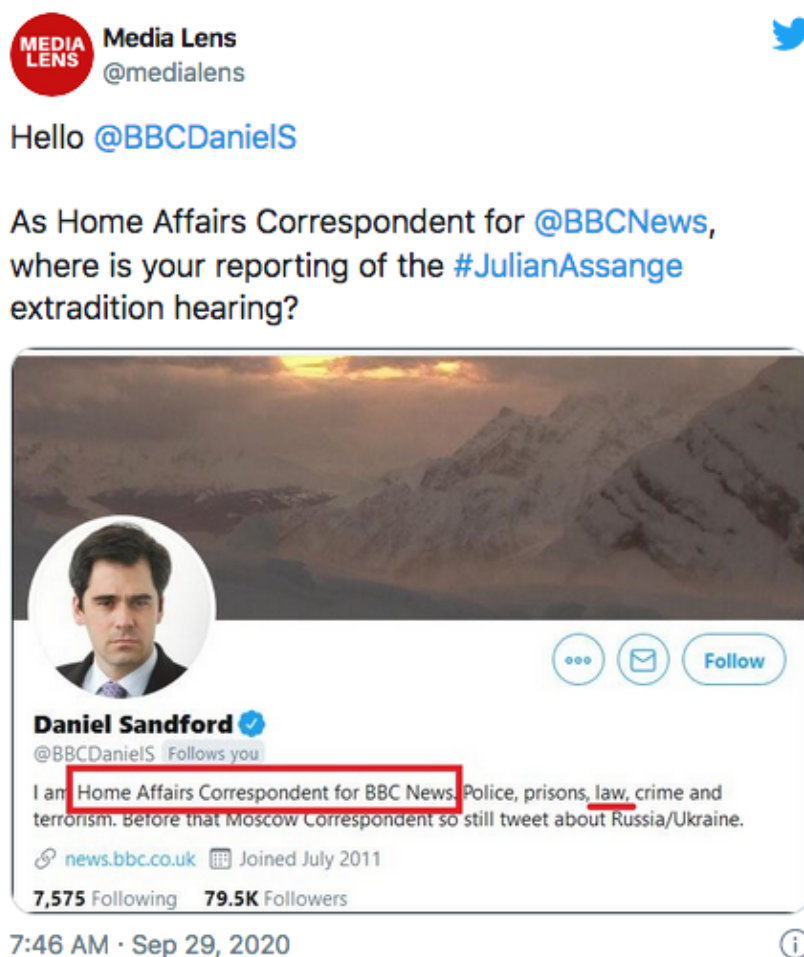 MEDIA
LENS
Media Lens
@medialens
Hello @BBCDanielS
As Home Affairs Correspondent for @BBCNews,
where is your reporting of the #JulianAssange
extradition hearing?
Follow
Daniel Sandford
@BBCDanielS Follows you
I am Home Affairs Correspondent for BBC News. Police, prisons, law, crime and
terrorism. Before that Moscow Correspondent so still tweet about Russia/Ukraine.
news.bbc.co.uk Joined July 2011
7,575 Following 79.5K Followers
7:46 AM · Sep 29, 2020